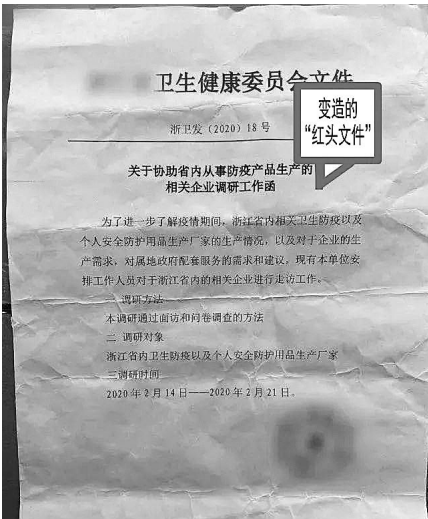 卫生健康委员会文件
变造的
“红头文件”
浙卫发（2020）18号
关于协助省内从事防疫产品生产的
相关企业调研工作函
为了进一步了解疫情期间，浙江省内相关卫生防疫以及
个人安全防护用品生产厂家的生产情况，以及对于企业的生
产需求，对属地政府配套服务的需求和建议，现有本单位安
排工作人员对于浙江省内的相关企业进行走访工作。
一调研方法
本调研通过面访和问卷调查的方法
二 调研对象
浙江省内卫生防疫以及个人安全防护用品生产厂家
三调研时间
2020年2月14日——2020年2月21日。